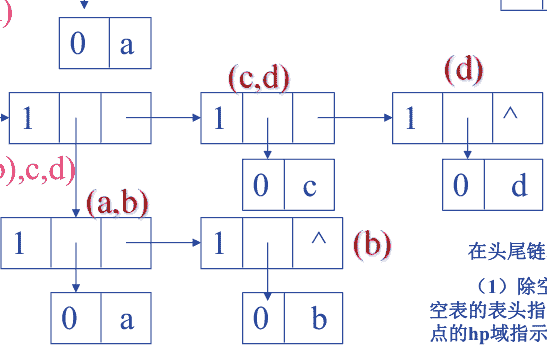 )
0 a
(c,d) (d)
1 1 1 ^
0 c 0 d
),c,d)
(a,b)
1 1 ^ (b)
0 a 0 b
在头尾链
（1）除空
空表的表头指
点的hp域指示